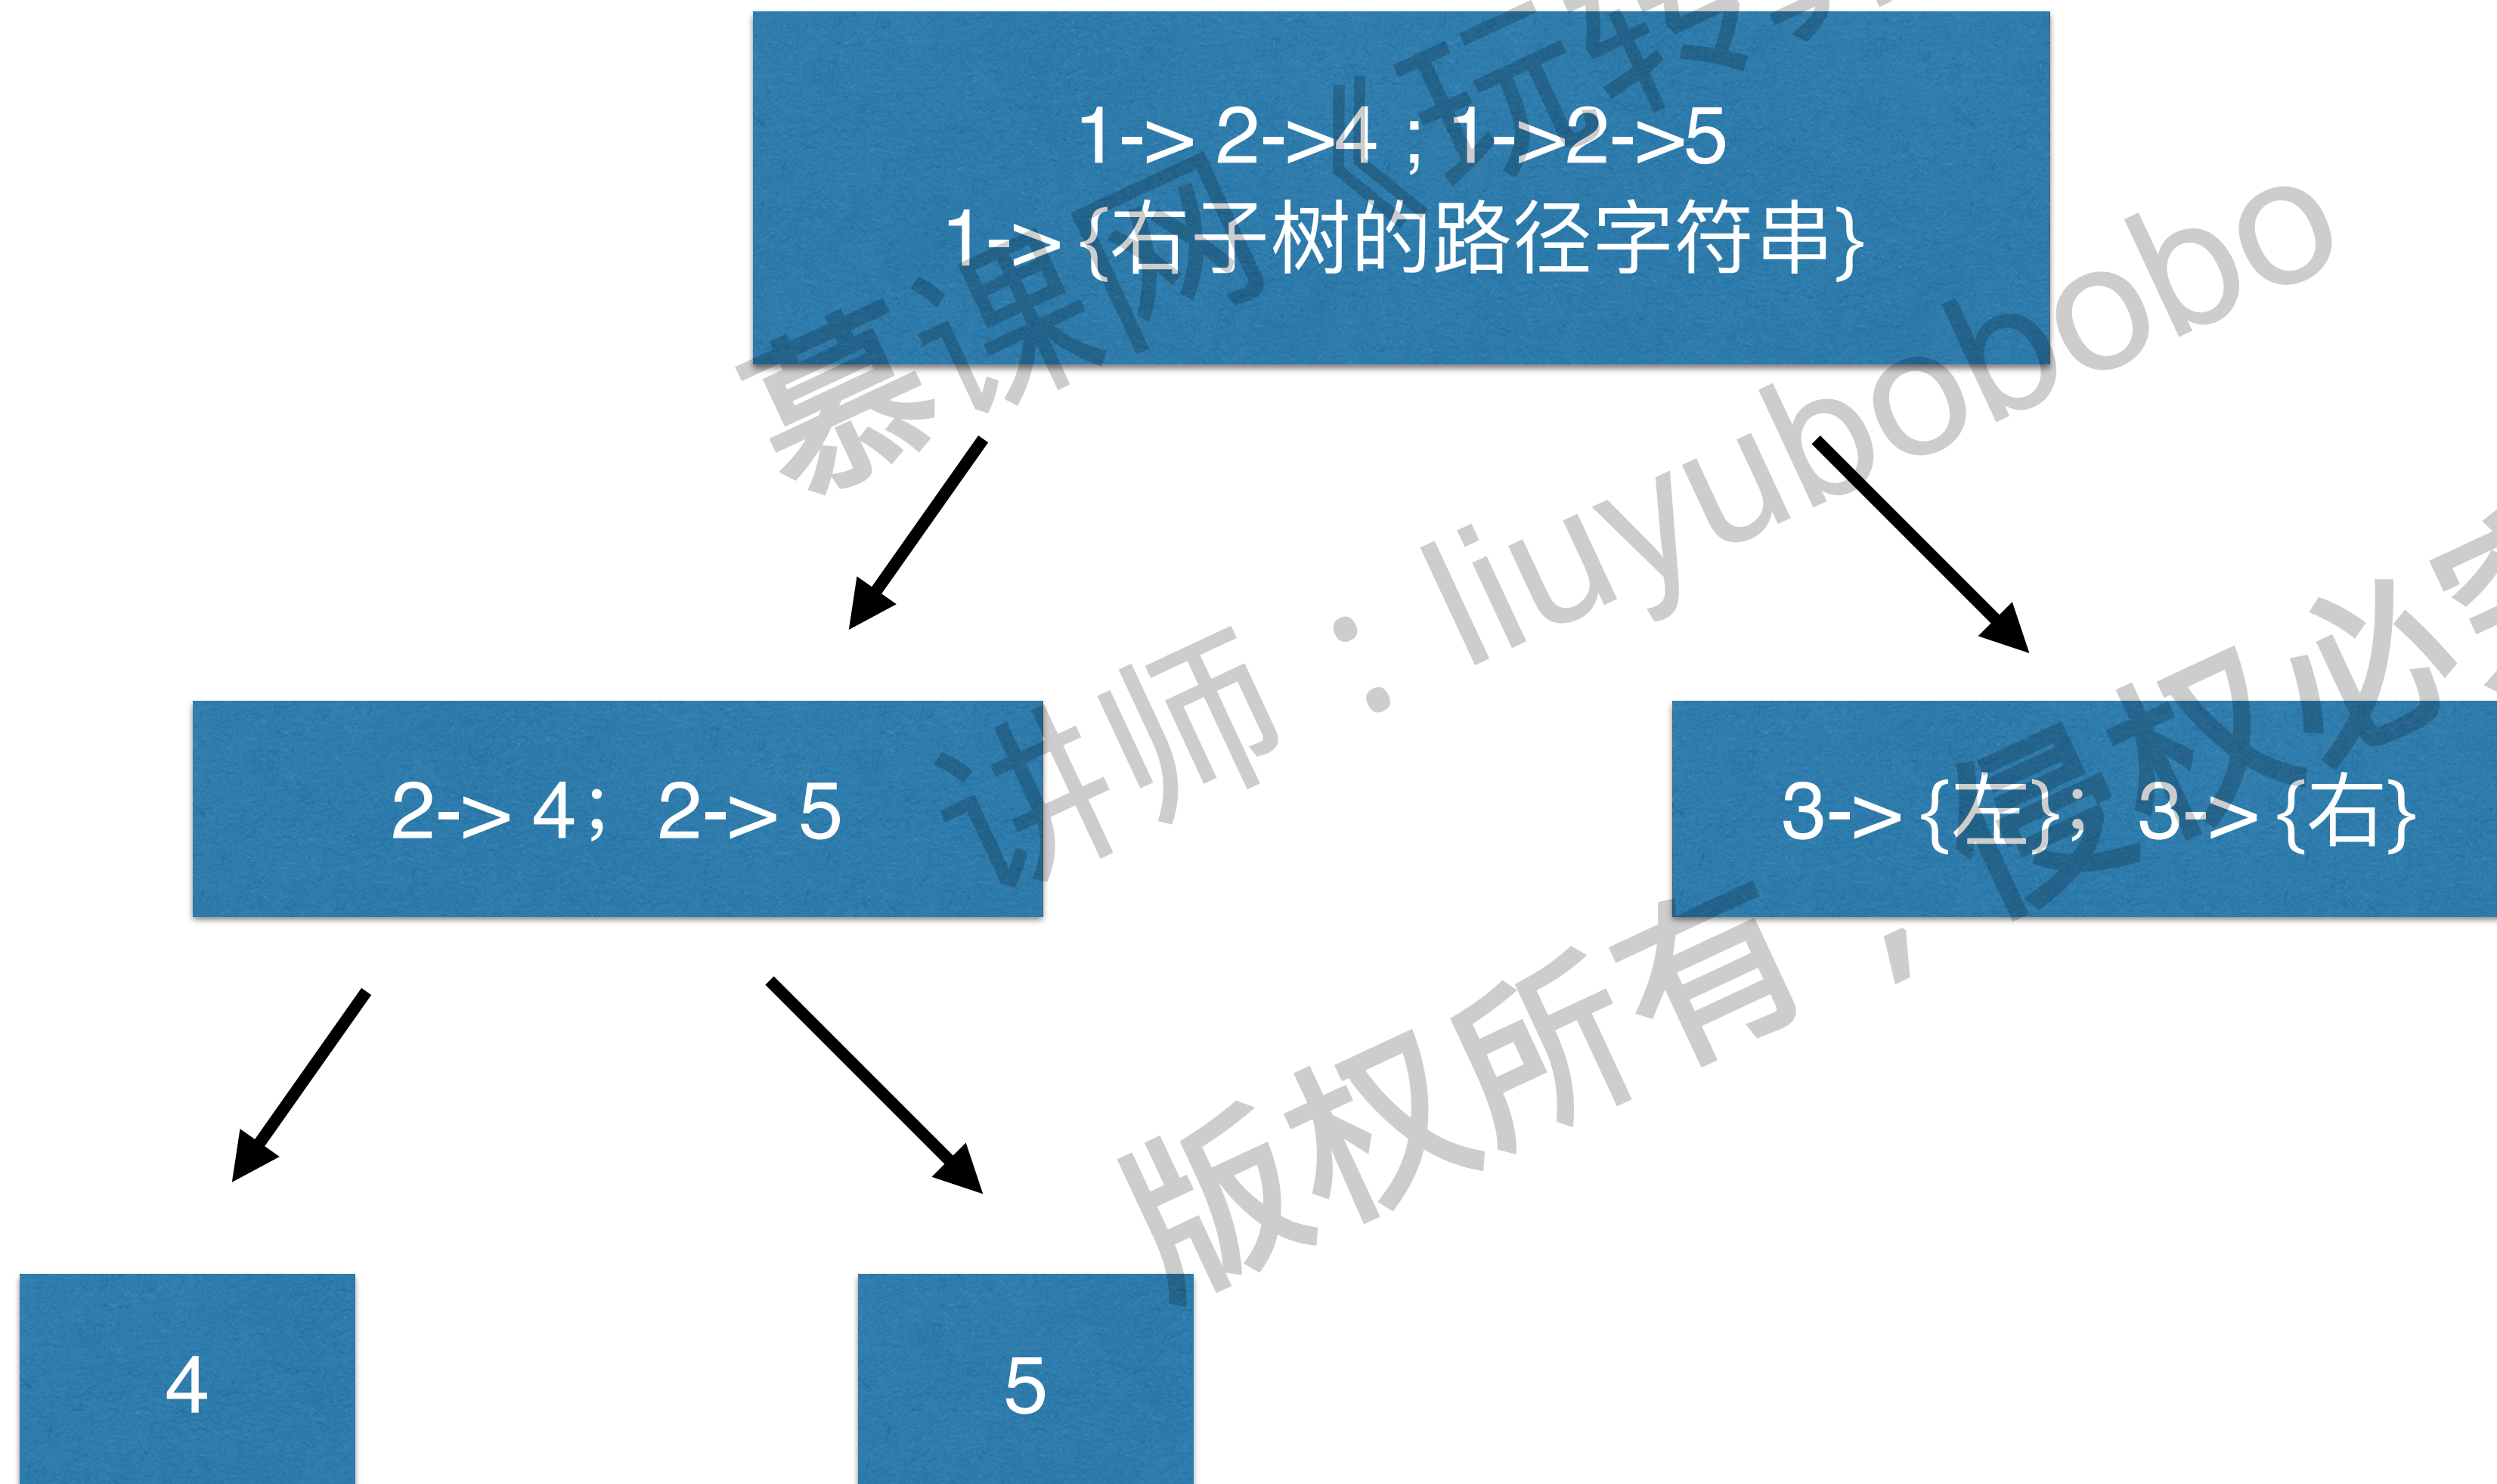 1-> 2->4 ; 1->2->5
1-> {右子树的路径字符串}
2-> 4； 2-> 5
3-> {左}； 3-> {右}
4
5
慕课网《玩转
讲师：liuyubobobo
版权所有，侵权必